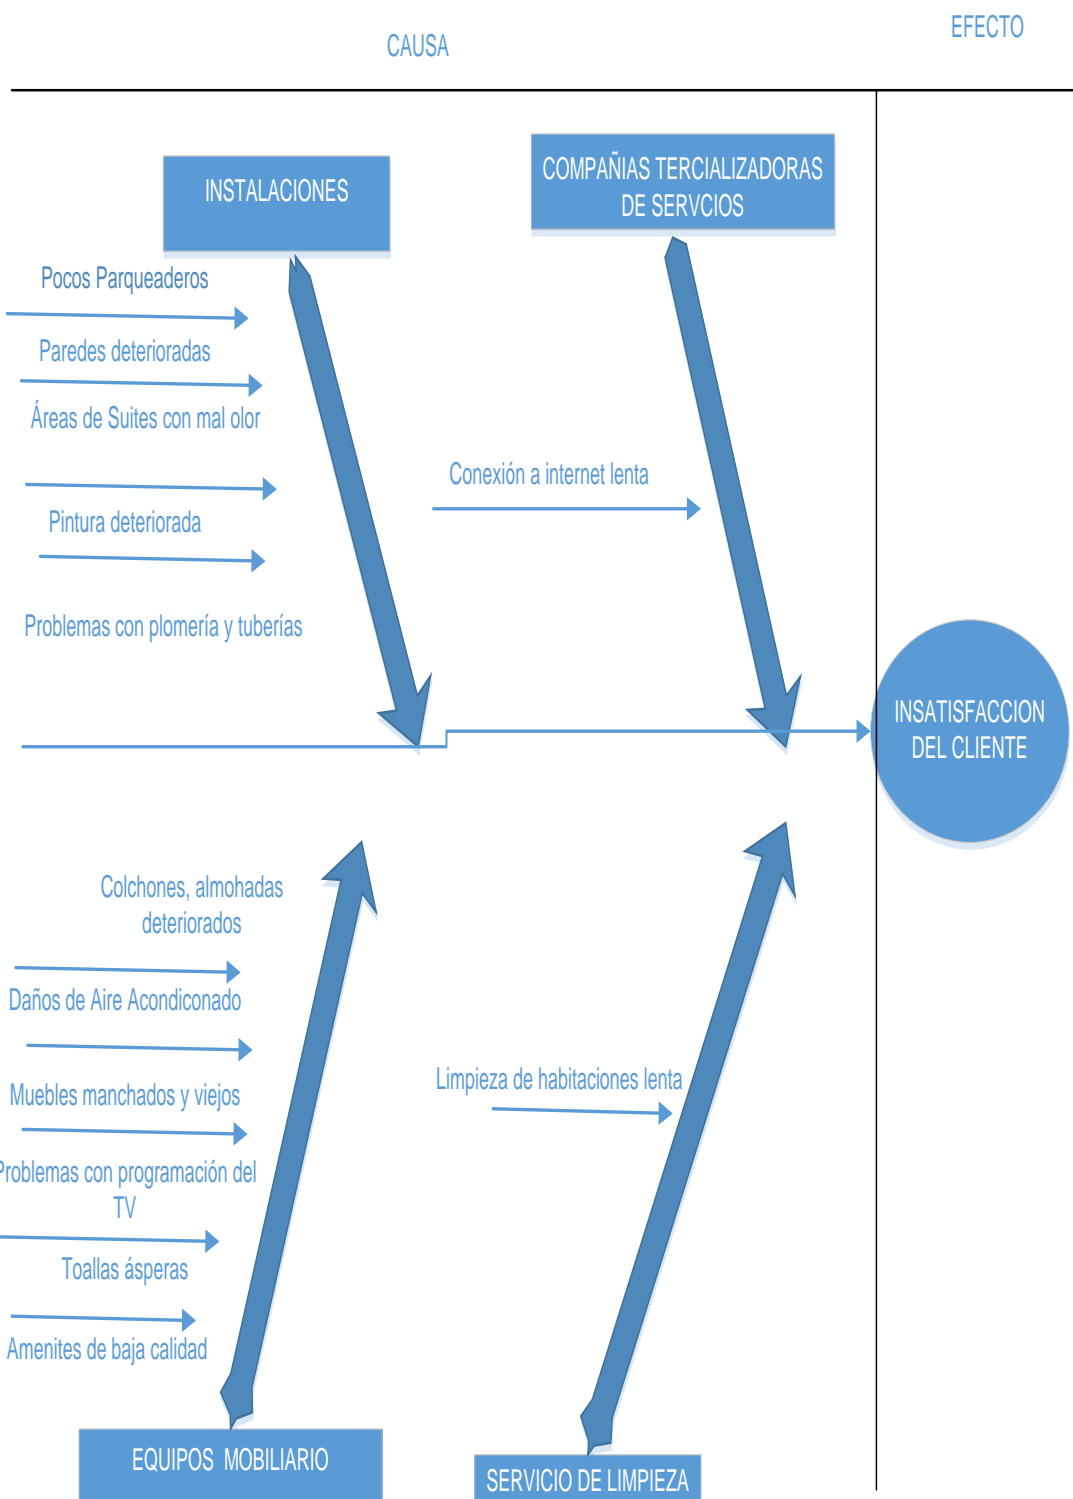 CAUSA
EFECTO
INSTALACIONES
COMPAÑIAS TERCIALIZADORAS
DE SERVCIOS
Pocos Parqueaderos
Paredes deterioradas
Áreas de Suites con mal olor
Conexión a internet lenta
Pintura deteriorada
Problemas con plomería y tuberías
INSATISFACCION
DEL CLIENTE
Colchones, almohadas
deteriorados
Daños de Aire Acondiconado
Limpieza de habitaciones lenta
Muebles manchados y viejos
Problemas con programación del
TV
Toallas ásperas
Amenites de baja calidad
EQUIPOS MOBILIARIO
SERVICIO DE LIMPIEZA